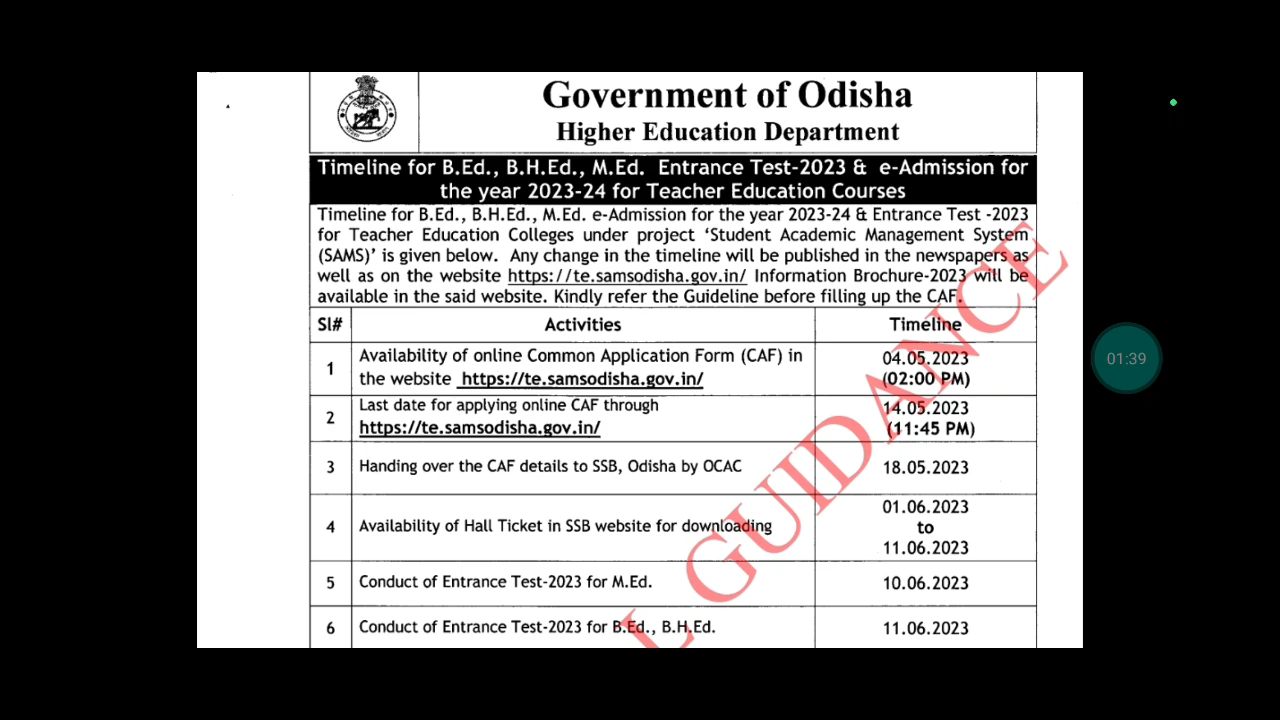 Government of Odisha
Higher Education Department
Timeline for B.Ed., B.H.Ed., M.Ed. Entrance Test-2023 & e-Admission for
the year 2023-24 for Teacher Education Courses
Timeline for B.Ed., B.H.Ed., M.Ed. e-Admission for the year 2023-24 & Entrance Test -2023
for Teacher Education Colleges under project ‘Student Academic Management System
(SAMS)’ is given below. Any change in the timeline will be published in the newspapers as
well as on the website https://te.samsodisha.gov.in/ Information Brochure-2023 will be
available in the said website. Kindly refer the Guideline before filling up the CAF.
Sl# Activities Timeline
1 Availability of online Common Application Form (CAF) in 04.05.2023
the website https://te.samsodisha.gov.in/ (02:00 PM)
2 Last date for applying online CAF through 14.05.2023
https://te.samsodisha.gov.in/ (11:45 PM)
3 Handing over the CAF details to SSB, Odisha by OCAC 18.05.2023
4 Availability of Hall Ticket in SSB website for downloading 01.06.2023
to
11.06.2023
5 Conduct of Entrance Test-2023 for M.Ed. 10.06.2023
6 Conduct of Entrance Test-2023 for B.Ed., B.H.Ed. 11.06.2023
L GUIDANCE
01:39